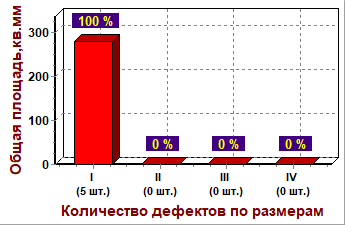 Общая площадь,кв.мм
300
200
100
0
100 %
0 %
0 %
0 %
I
II
III
IV
(5 шт.)
(0 шт.)
(0 шт.)
(0 шт.)
Количество дефектов по размерам